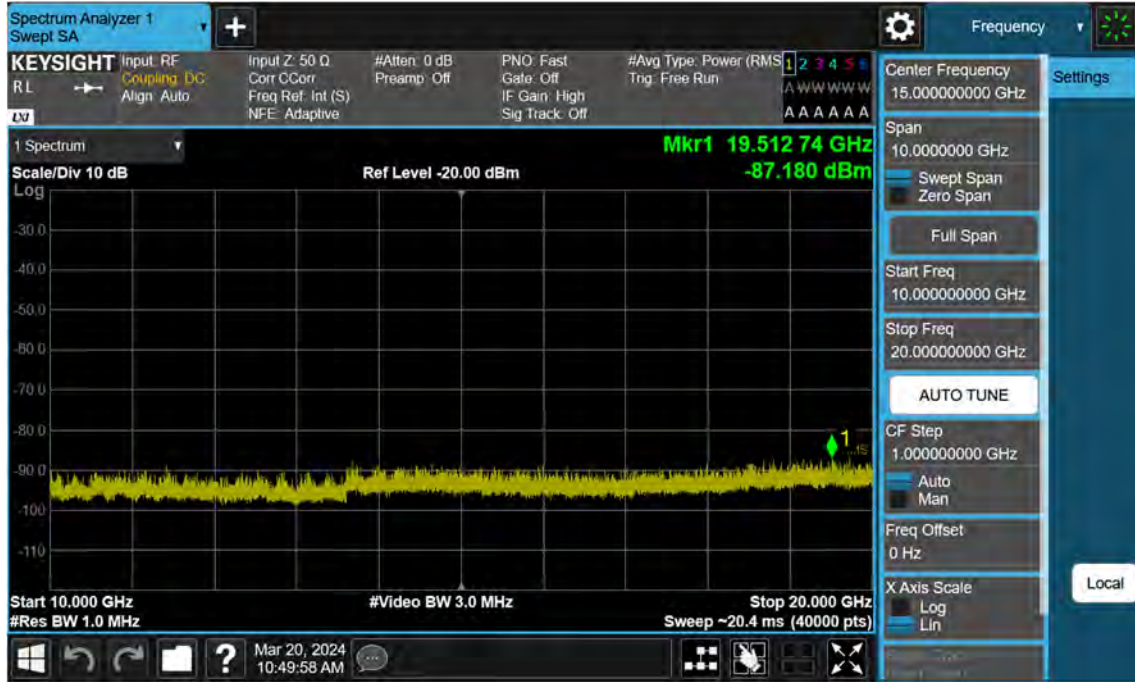 Spectrum Analyzer 1
Swept SA
+
Frequency
KEYSIGHT
RL
LXI
Input: RF
Coupling: DC
Align: Auto
Input Z: 50 Ω
Corr CCorr
Freq Ref: Int (S)
NFE: Adaptive
#Atten: 0 dB
Preamp: Off
PNO: Fast
Gate: Off
IF Gain: High
Sig Track: Off
#Avg Type: Power (RMS
Trig: Free Run
1 2 3 4 5 6
A W W W W W
A A A A A A
1 Spectrum
Scale/Div 10 dB
Log
Ref Level -20.00 dBm
Mkr1 19.512 74 GHz
-87.180 dBm
-30.0
-40.0
-50.0
-60.0
-70.0
-80.0
-90.0
-100
-110
1
Start 10.000 GHz
#Res BW 1.0 MHz
#Video BW 3.0 MHz
Stop 20.000 GHz
Sweep ~20.4 ms (40000 pts)
?
Mar 20, 2024
10:49:58 AM
Center Frequency
15.000000000 GHz
Span
10.0000000 GHz
Swept Span
Zero Span
Full Span
Start Freq
10.000000000 GHz
Stop Freq
20.000000000 GHz
AUTO TUNE
CF Step
1.000000000 GHz
Auto
Man
Freq Offset
0 Hz
X Axis Scale
Log
Lin
Settings
Local